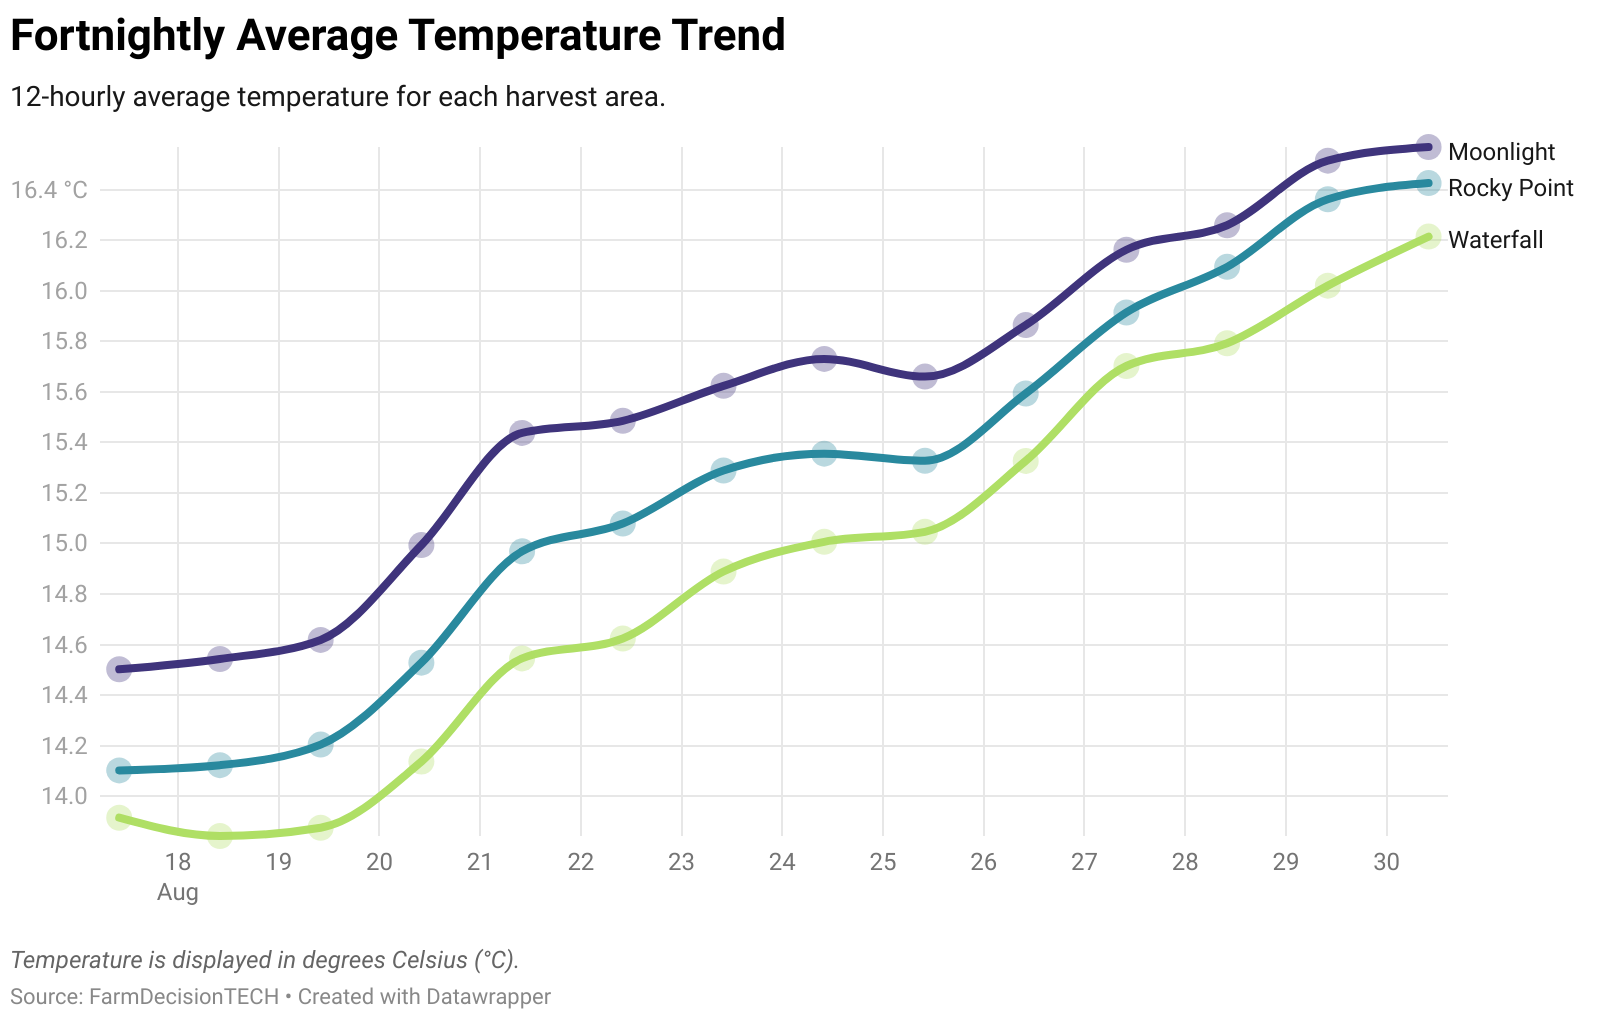 Fortnightly Average Temperature Trend
12-hourly average temperature for each harvest area.
Moonlight
16.4 °C
Rocky Point
16.2
Waterfall
16.0
15.8
15.6
15.4
15.2
15.0
14.8
14.6
14.4
14.2
14.0
18 19 20 21 22 23 24 25 26 27 28 29 30
Aug
Temperature is displayed in degrees Celsius (°C).
Source: FarmDecisionTECH • Created with Datawrapper